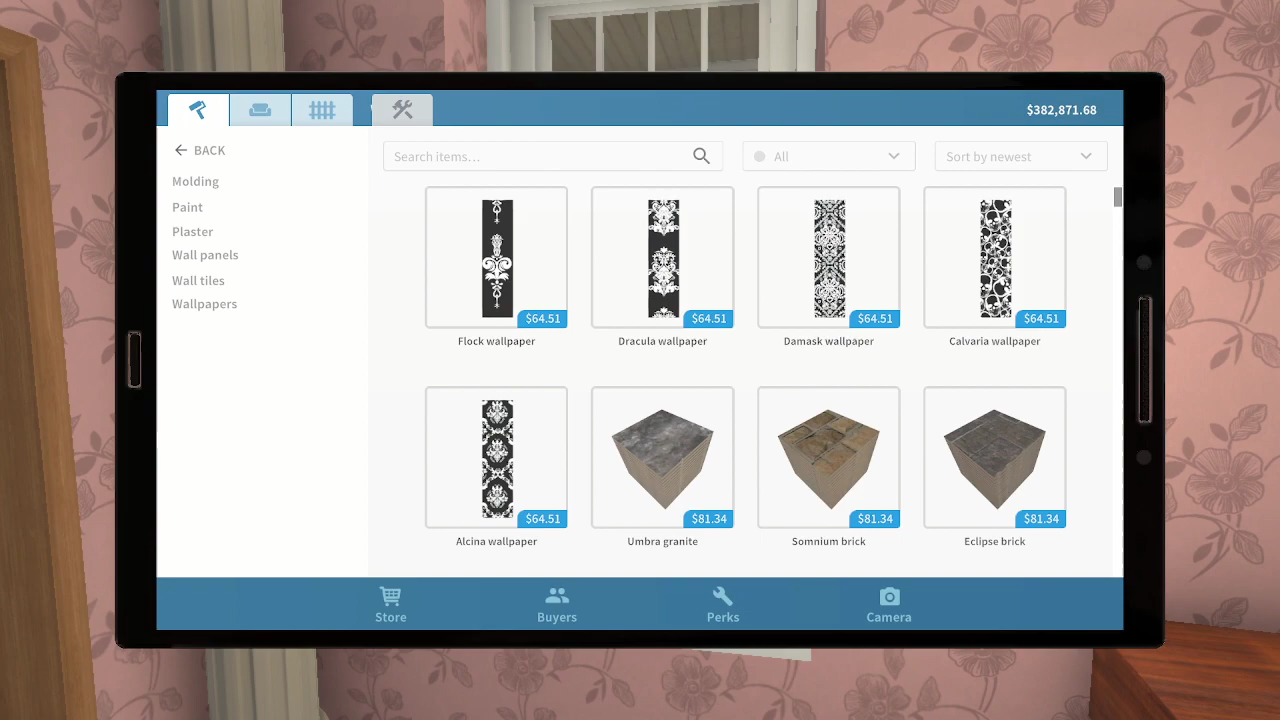 $382,871.68
BACK
Search items...
All
Sort by newest
Molding
Paint
Plaster
Wall panels
Wall tiles
Wallpapers
$64.51
$64.51
$64.51
$64.51
Flock wallpaper
Dracula wallpaper
Damask wallpaper
Calvaria wallpaper
$64.51
$81.34
$81.34
$81.34
Alcina wallpaper
Umbra granite
Somnium brick
Eclipse brick
Store
Buyers
Perks
Camera